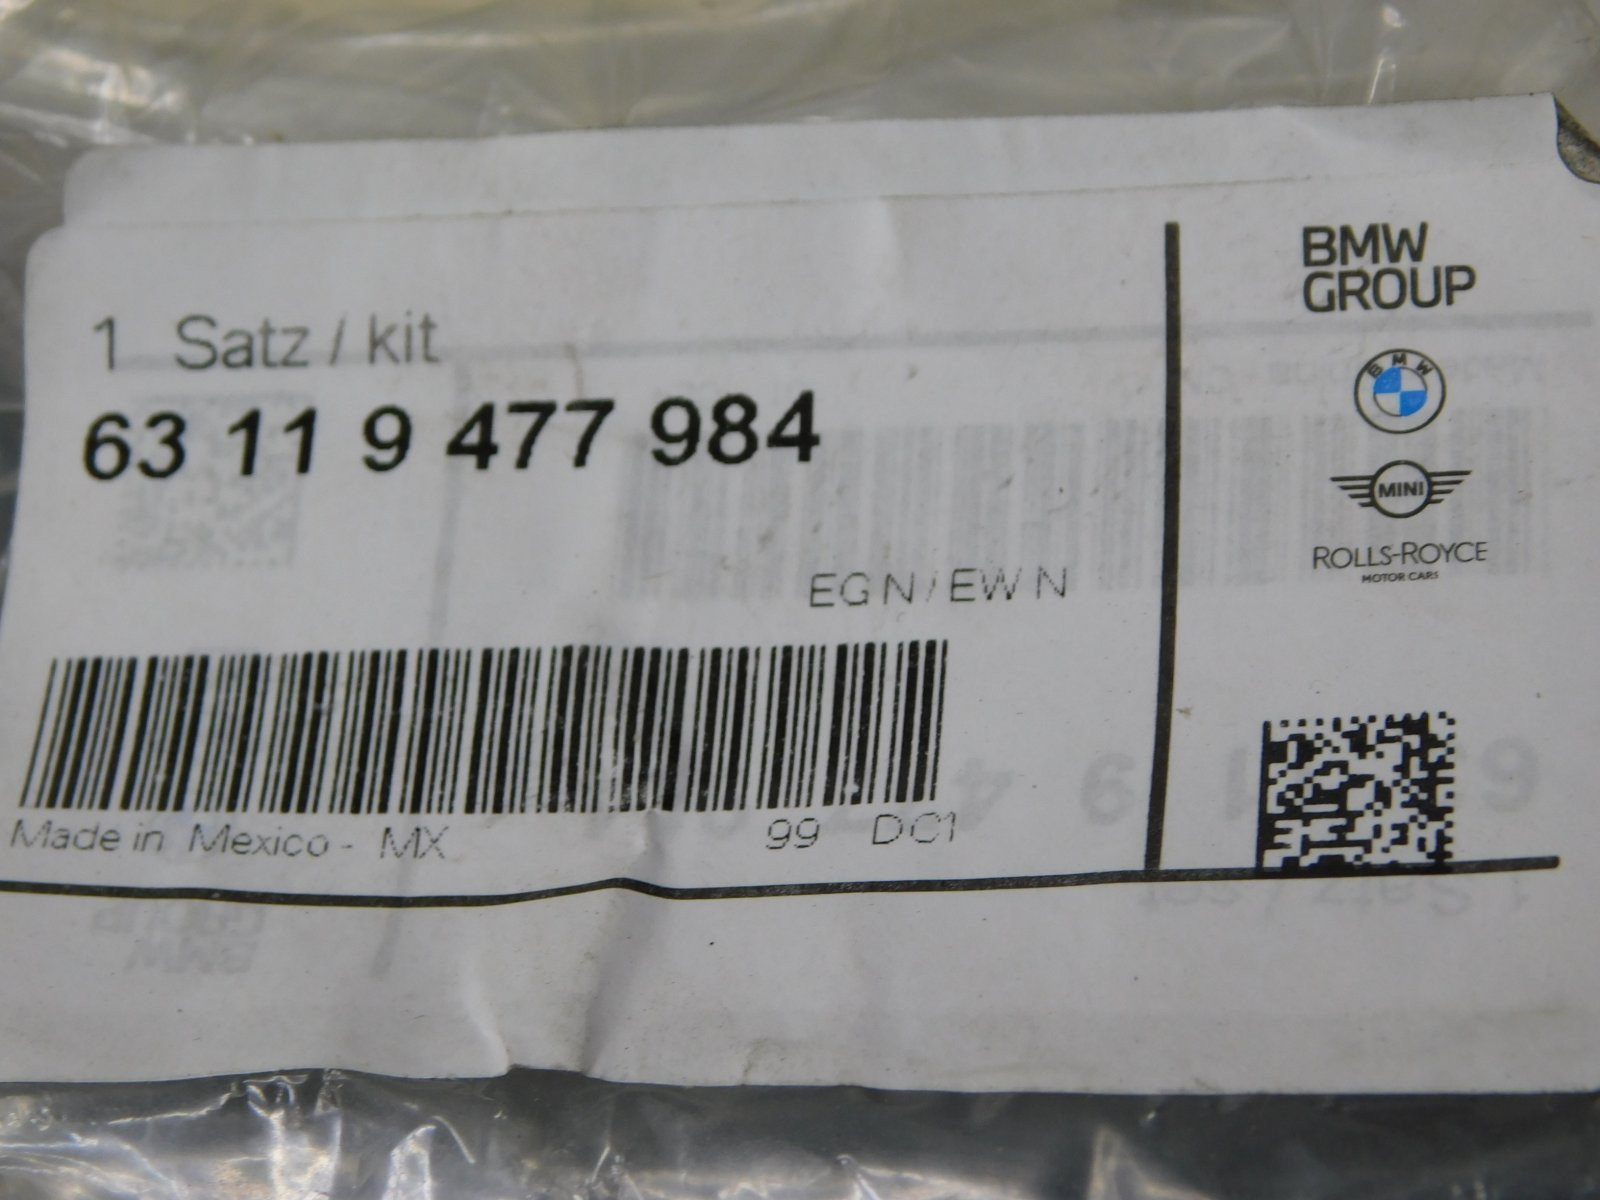 1 Satz / kit
63 11 9 477 984
EGN/EWN
Made in Mexico - MX
99 DC1
BMW
GROUP
BMW
MINI
ROLLS-ROYCE
MOTOR CARS